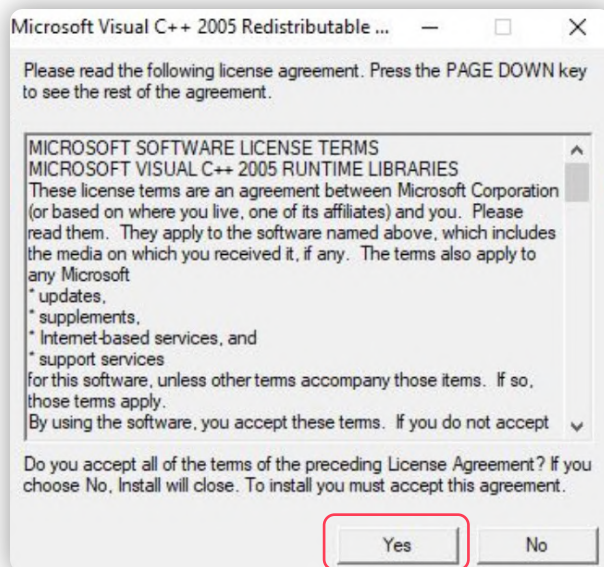 Microsoft Visual C++ 2005 Redistributable ...
Please read the following license agreement. Press the PAGE DOWN key
to see the rest of the agreement.
MICROSOFT SOFTWARE LICENSE TERMS
MICROSOFT VISUAL C++ 2005 RUNTIME LIBRARIES
These license terms are an agreement between Microsoft Corporation
(or based on where you live, one of its affiliates) and you.  Please
read them.  They apply to the software named above, which includes
the media on which you received it, if any.  The terms also apply to
any Microsoft
* updates,
* supplements,
* Internet-based services, and
* support services
for this software, unless other terms accompany those items.  If so,
those terms apply.
By using the software, you accept these terms.  If you do not accept
Do you accept all of the terms of the preceding License Agreement? If you
choose No, Install will close. To install you must accept this agreement.
Yes
No